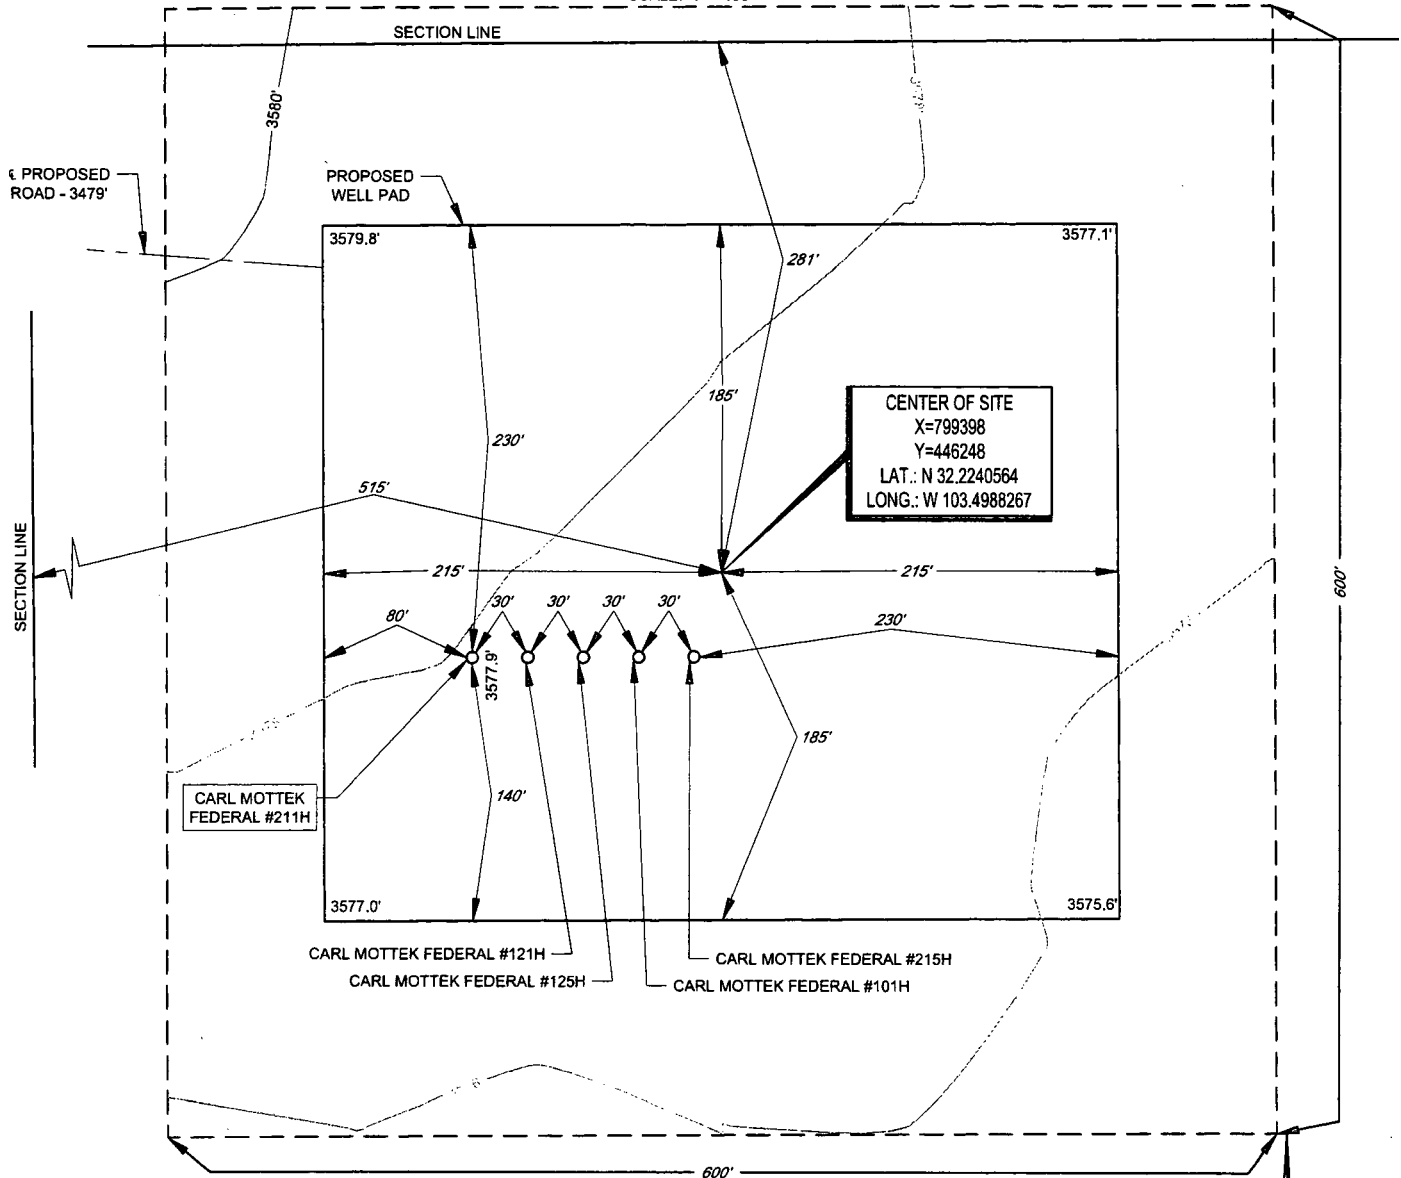 SECTION LINE
3580'
℄ PROPOSED
ROAD - 3479'
PROPOSED
WELL PAD
3579.8'
3577.1'
281'
185'
CENTER OF SITE
X=799398
Y=446248
LAT.: N 32.2240564
LONG.: W 103.4988267
230'
515'
SECTION LINE
215'
215'
600'
80'
30'
30'
30'
30'
230'
3577.9'
185'
CARL MOTTEK
FEDERAL #211H
140'
3577.0'
3575.6'
CARL MOTTEK FEDERAL #121H
CARL MOTTEK FEDERAL #215H
CARL MOTTEK FEDERAL #125H
CARL MOTTEK FEDERAL #101H
600'